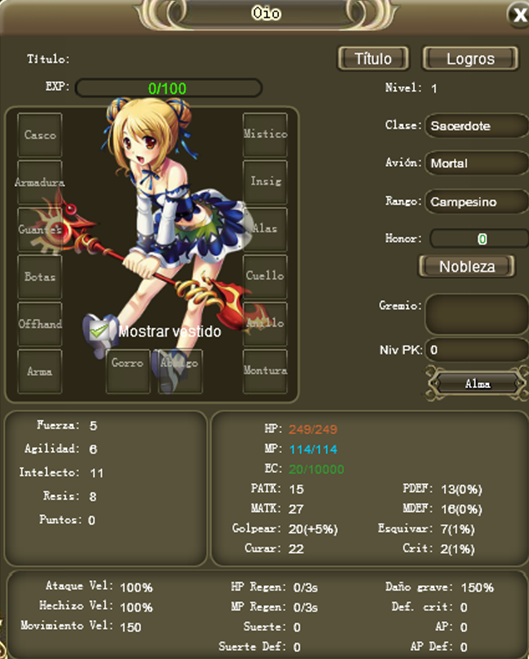 Oio
X
Título:
Título
Logros
EXP: 0/100
Nivel: 1
Casco
Mistico
Clase: Sacerdote
Armadura
Insig
Avión: Mortal
Guantes
Alas
Rango: Campesino
Honor: 0
Botas
Cuello
Nobleza
Offhand
Mostrar vestido
Anillo
Gremio:
Arma
Gorro
Abrigo
Montura
Niv PK: 0
Alma
Fuerza: 5
Agilidad: 6
Intelecto: 11
Resis: 8
Puntos: 0
HP: 249/249
MP: 114/114
EC: 20/10000
PATK: 15
PDEF: 13(0%)
MATK: 27
MDEF: 16(0%)
Golpear: 20(+5%)
Esquivar: 7(1%)
Curar: 22
Crit: 2(1%)
Ataque Vel: 100%
HP Regen: 0/3s
Daño grave: 150%
Hechizo Vel: 100%
MP Regen: 0/3s
Def. crit: 0
Movimiento Vel: 150
Suerte: 0
AP: 0
Suerte Def: 0
AP Def: 0